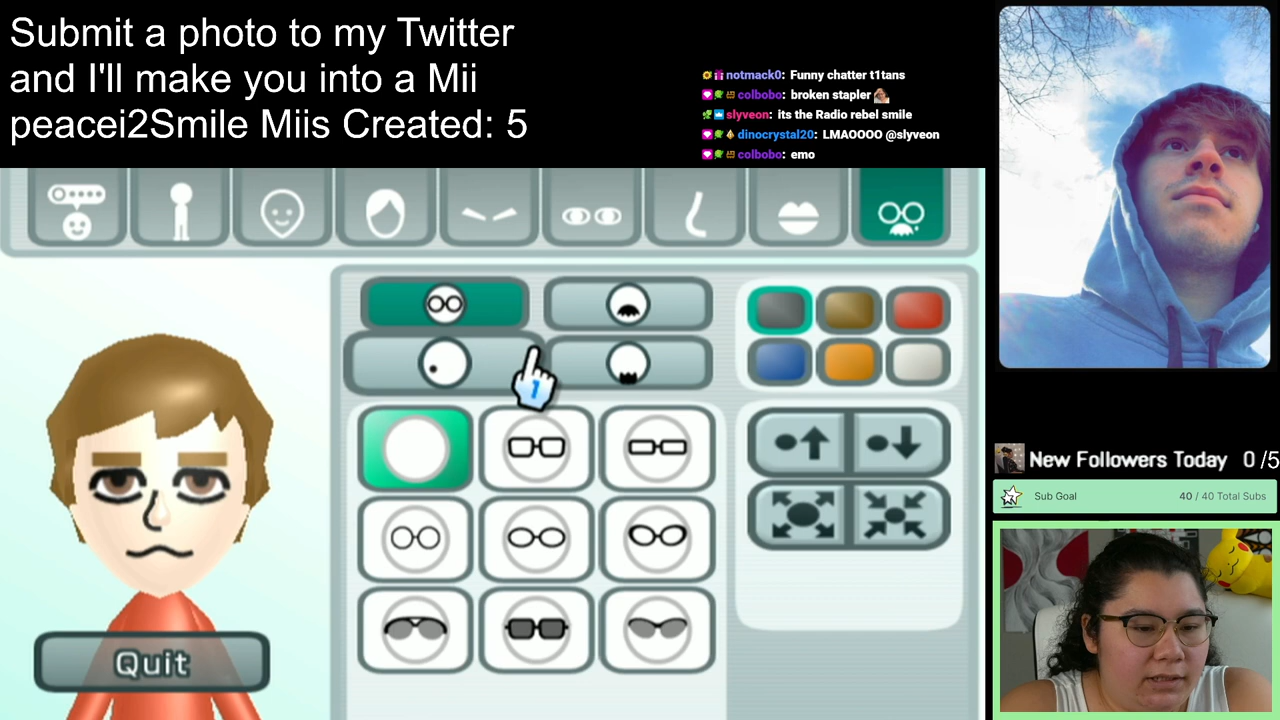 Submit a photo to my Twitter
and I'll make you into a Mii
peacei2Smile Miis Created: 5
notmack0: Funny chatter t1tans
colbobo: broken stapler
slyveon: its the Radio rebel smile
dinocrystal20: LMAOOOO @slyveon
colbobo: emo
1
Quit
New Followers Today 0 /5
Sub Goal 40 / 40 Total Subs